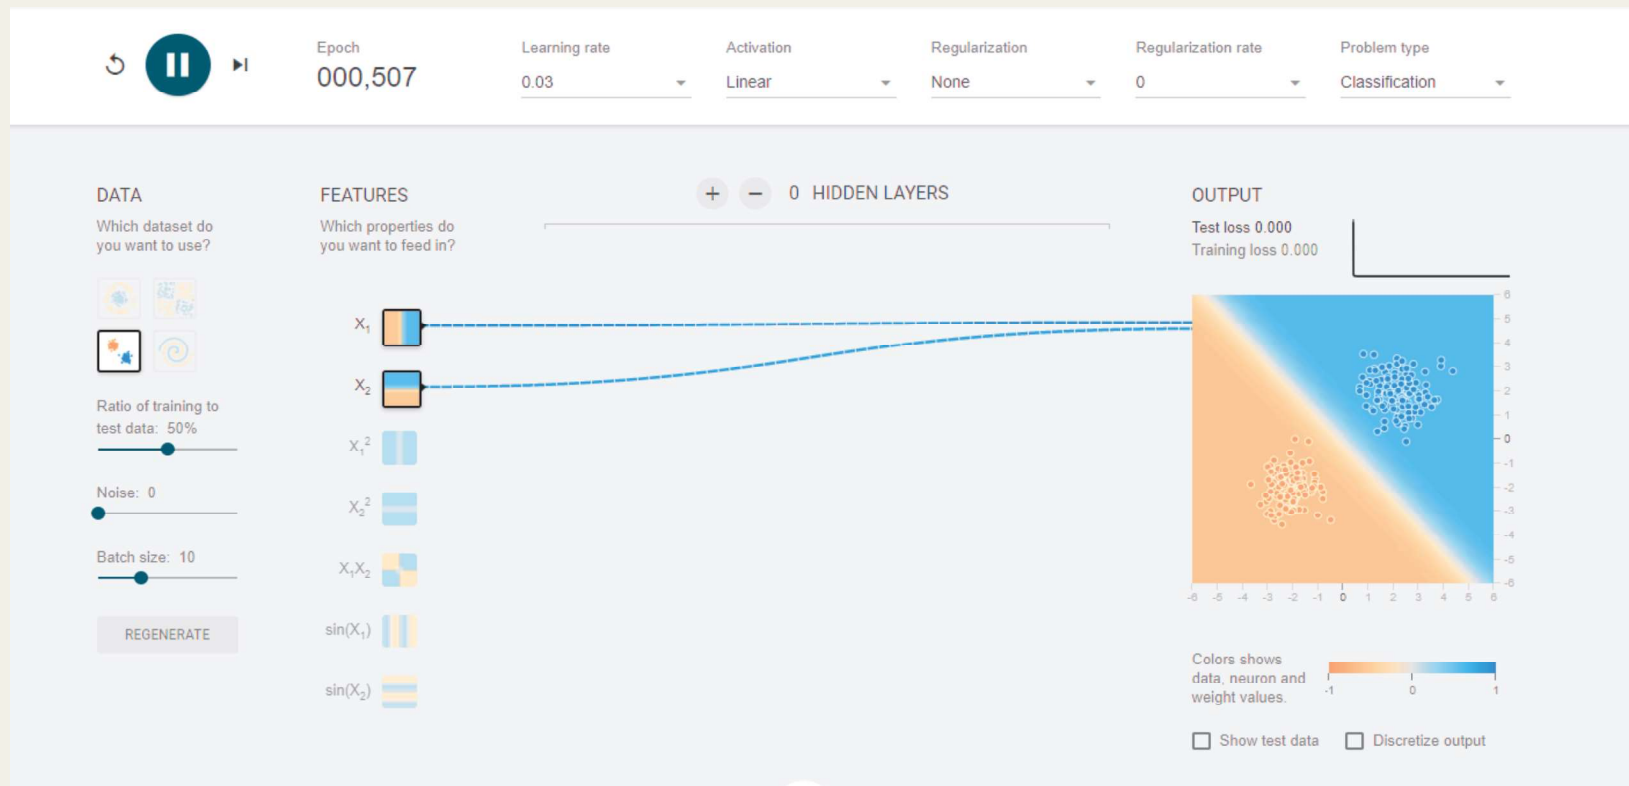 Epoch
000,507
Learning rate
0.03
Activation
Linear
Regularization
None
Regularization rate
0
Problem type
Classification
DATA
Which dataset do
you want to use?
Ratio of training to
test data: 50%
Noise: 0
Batch size: 10
REGENERATE
FEATURES
Which properties do
you want to feed in?
X₁
X₂
X₁²
X₂²
X₁X₂
sin(X₁)
sin(X₂)
+ − 0 HIDDEN LAYERS
OUTPUT
Test loss 0.000
Training loss 0.000
6
5
4
3
2
1
0
-1
-2
-3
-4
-5
-6
-6 -5 -4 -3 -2 -1 0 1 2 3 4 5 6
Colors shows
data, neuron and
weight values.
-1 0 1
Show test data
Discretize output